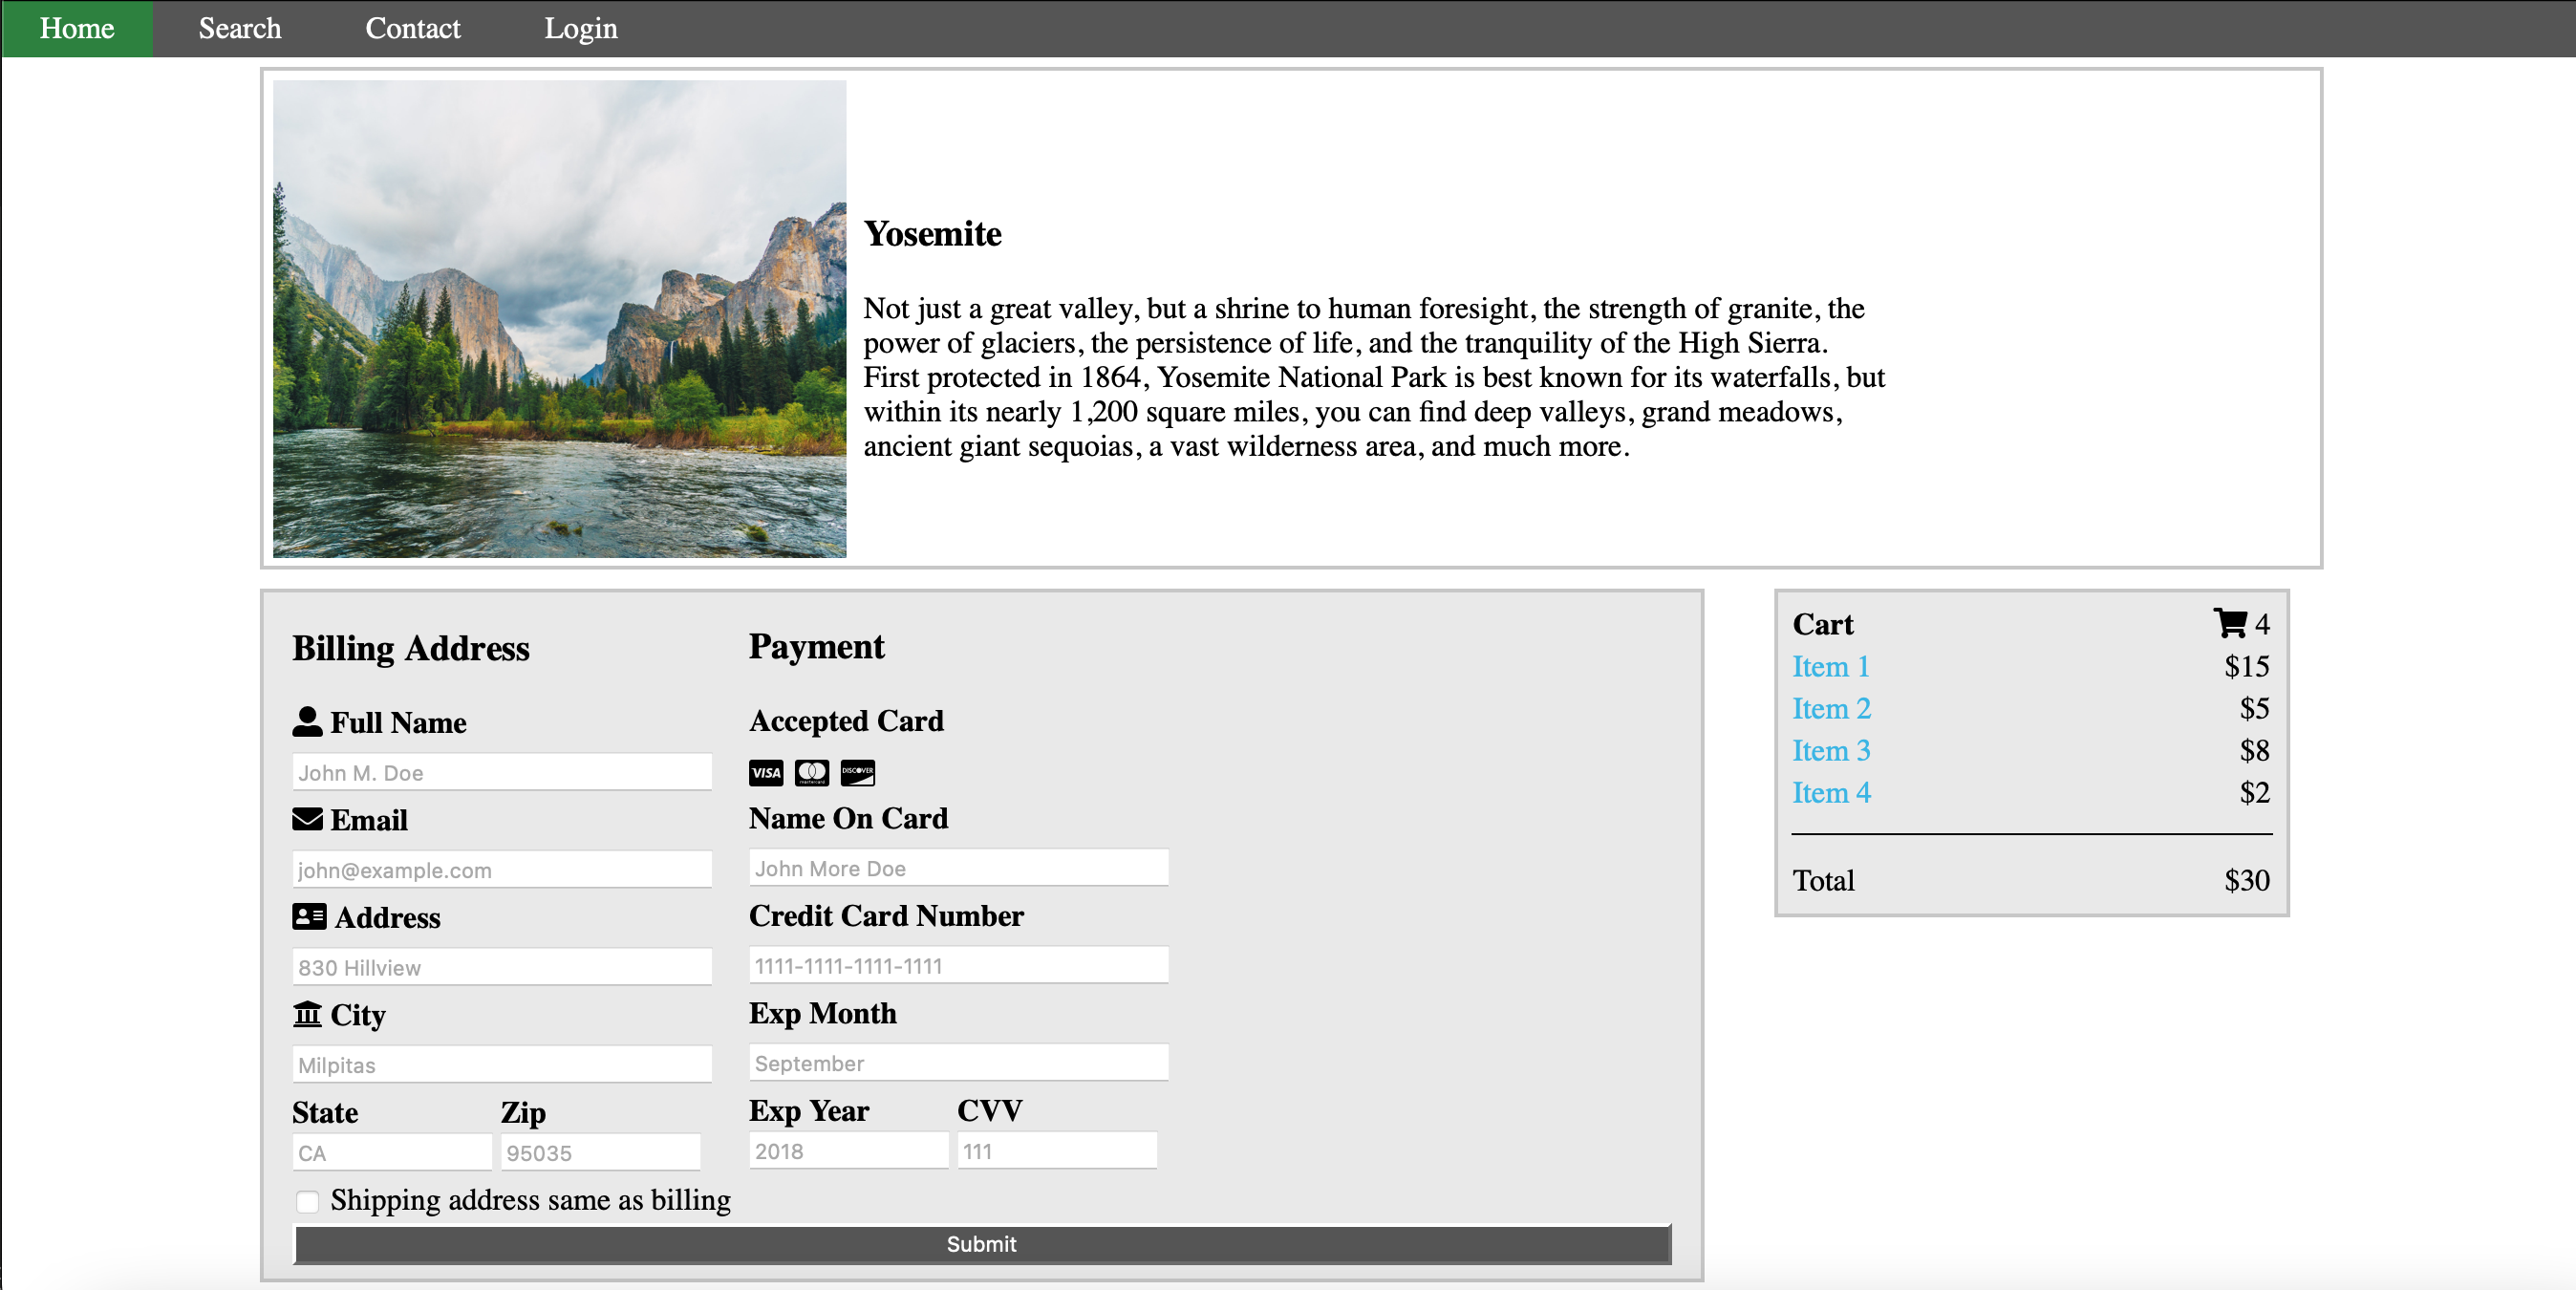 Home Search Contact Login
Yosemite
Not just a great valley, but a shrine to human foresight, the strength of granite, the
power of glaciers, the persistence of life, and the tranquility of the High Sierra.
First protected in 1864, Yosemite National Park is best known for its waterfalls, but
within its nearly 1,200 square miles, you can find deep valleys, grand meadows,
ancient giant sequoias, a vast wilderness area, and much more.
Billing Address
Full Name
John M. Doe
Email
john@example.com
Address
830 Hillview
City
Milpitas
State Zip
CA 95035
Shipping address same as billing
Payment
Accepted Card
VISA mastercard DISCOVER
Name On Card
John More Doe
Credit Card Number
1111-1111-1111-1111
Exp Month
September
Exp Year CVV
2018 111
Submit
Cart 4
Item 1 $15
Item 2 $5
Item 3 $8
Item 4 $2
Total $30